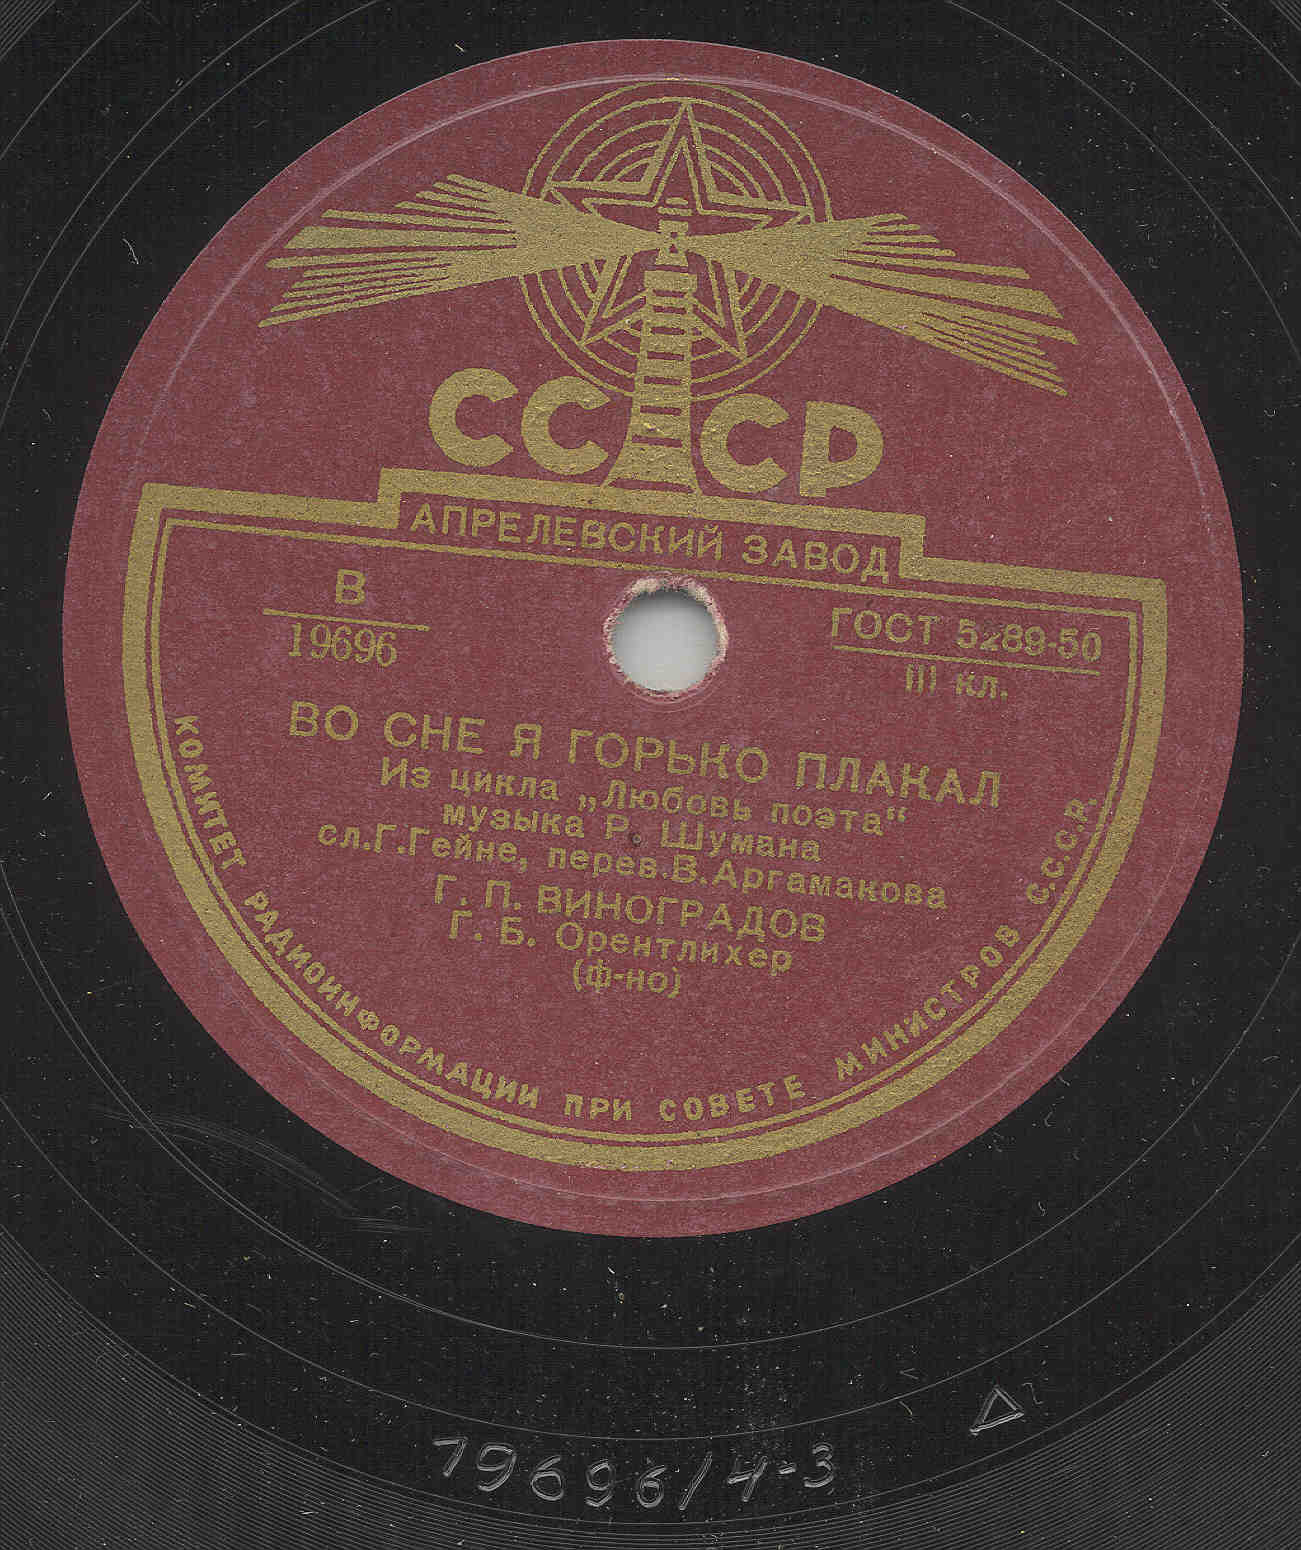 СССР
АПРЕЛЕВСКИЙ ЗАВОД
В
19696
ГОСТ 5289-50
III кл.
ВО СНЕ Я ГОРЬКО ПЛАКАЛ
Из цикла „Любовь поэта“
музыка Р. Шумана
сл.Г.Гейне, перев.В.Аргамакова
Г. П. ВИНОГРАДОВ
Г. Б. Орентлихер
(ф-но)
КОМИТЕТ РАДИОИНФОРМАЦИИ ПРИ СОВЕТЕ МИНИСТРОВ С.С.С.Р.
19696/4-3